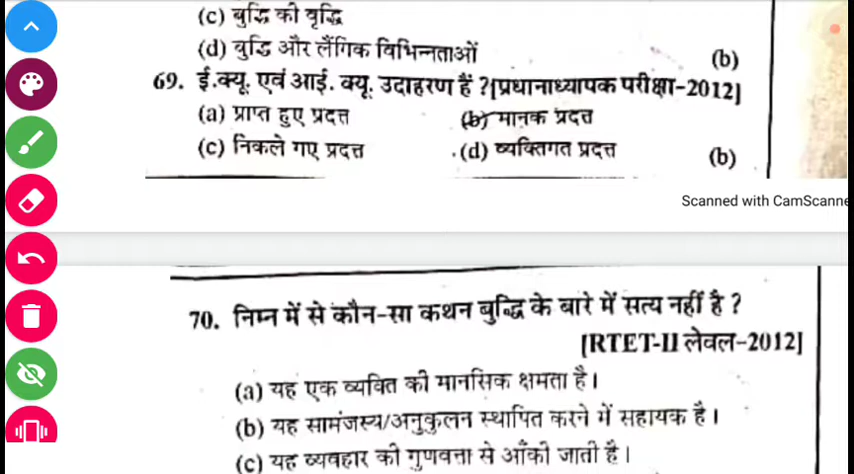 (c) बुद्धि की वृद्धि
(d) वुद्धि और लैंगिक विभिन्नताओं (b)
69. ई.क्यू. एवं आई. क्यू. उदाहरण हैं ?[प्रधानाध्यापक परीक्षा-2012]
(a) प्राप्त हुए प्रदत्त (b) मानक प्रदत्त
(c) निकले गए प्रदत्त (d) व्यक्तिगत प्रदत्त (b)
Scanned with CamScanne
70. निम्न में से कौन-सा कथन बुद्धि के बारे में सत्य नहीं है ?
[RTET-II लेवल-2012]
(a) यह एक व्यक्ति की मानसिक क्षमता है।
(b) यह सामंजस्य/अनुकुलन स्थापित करने में सहायक है।
(c) यह व्यवहार की गुणवत्ता से आँकी जाती है।